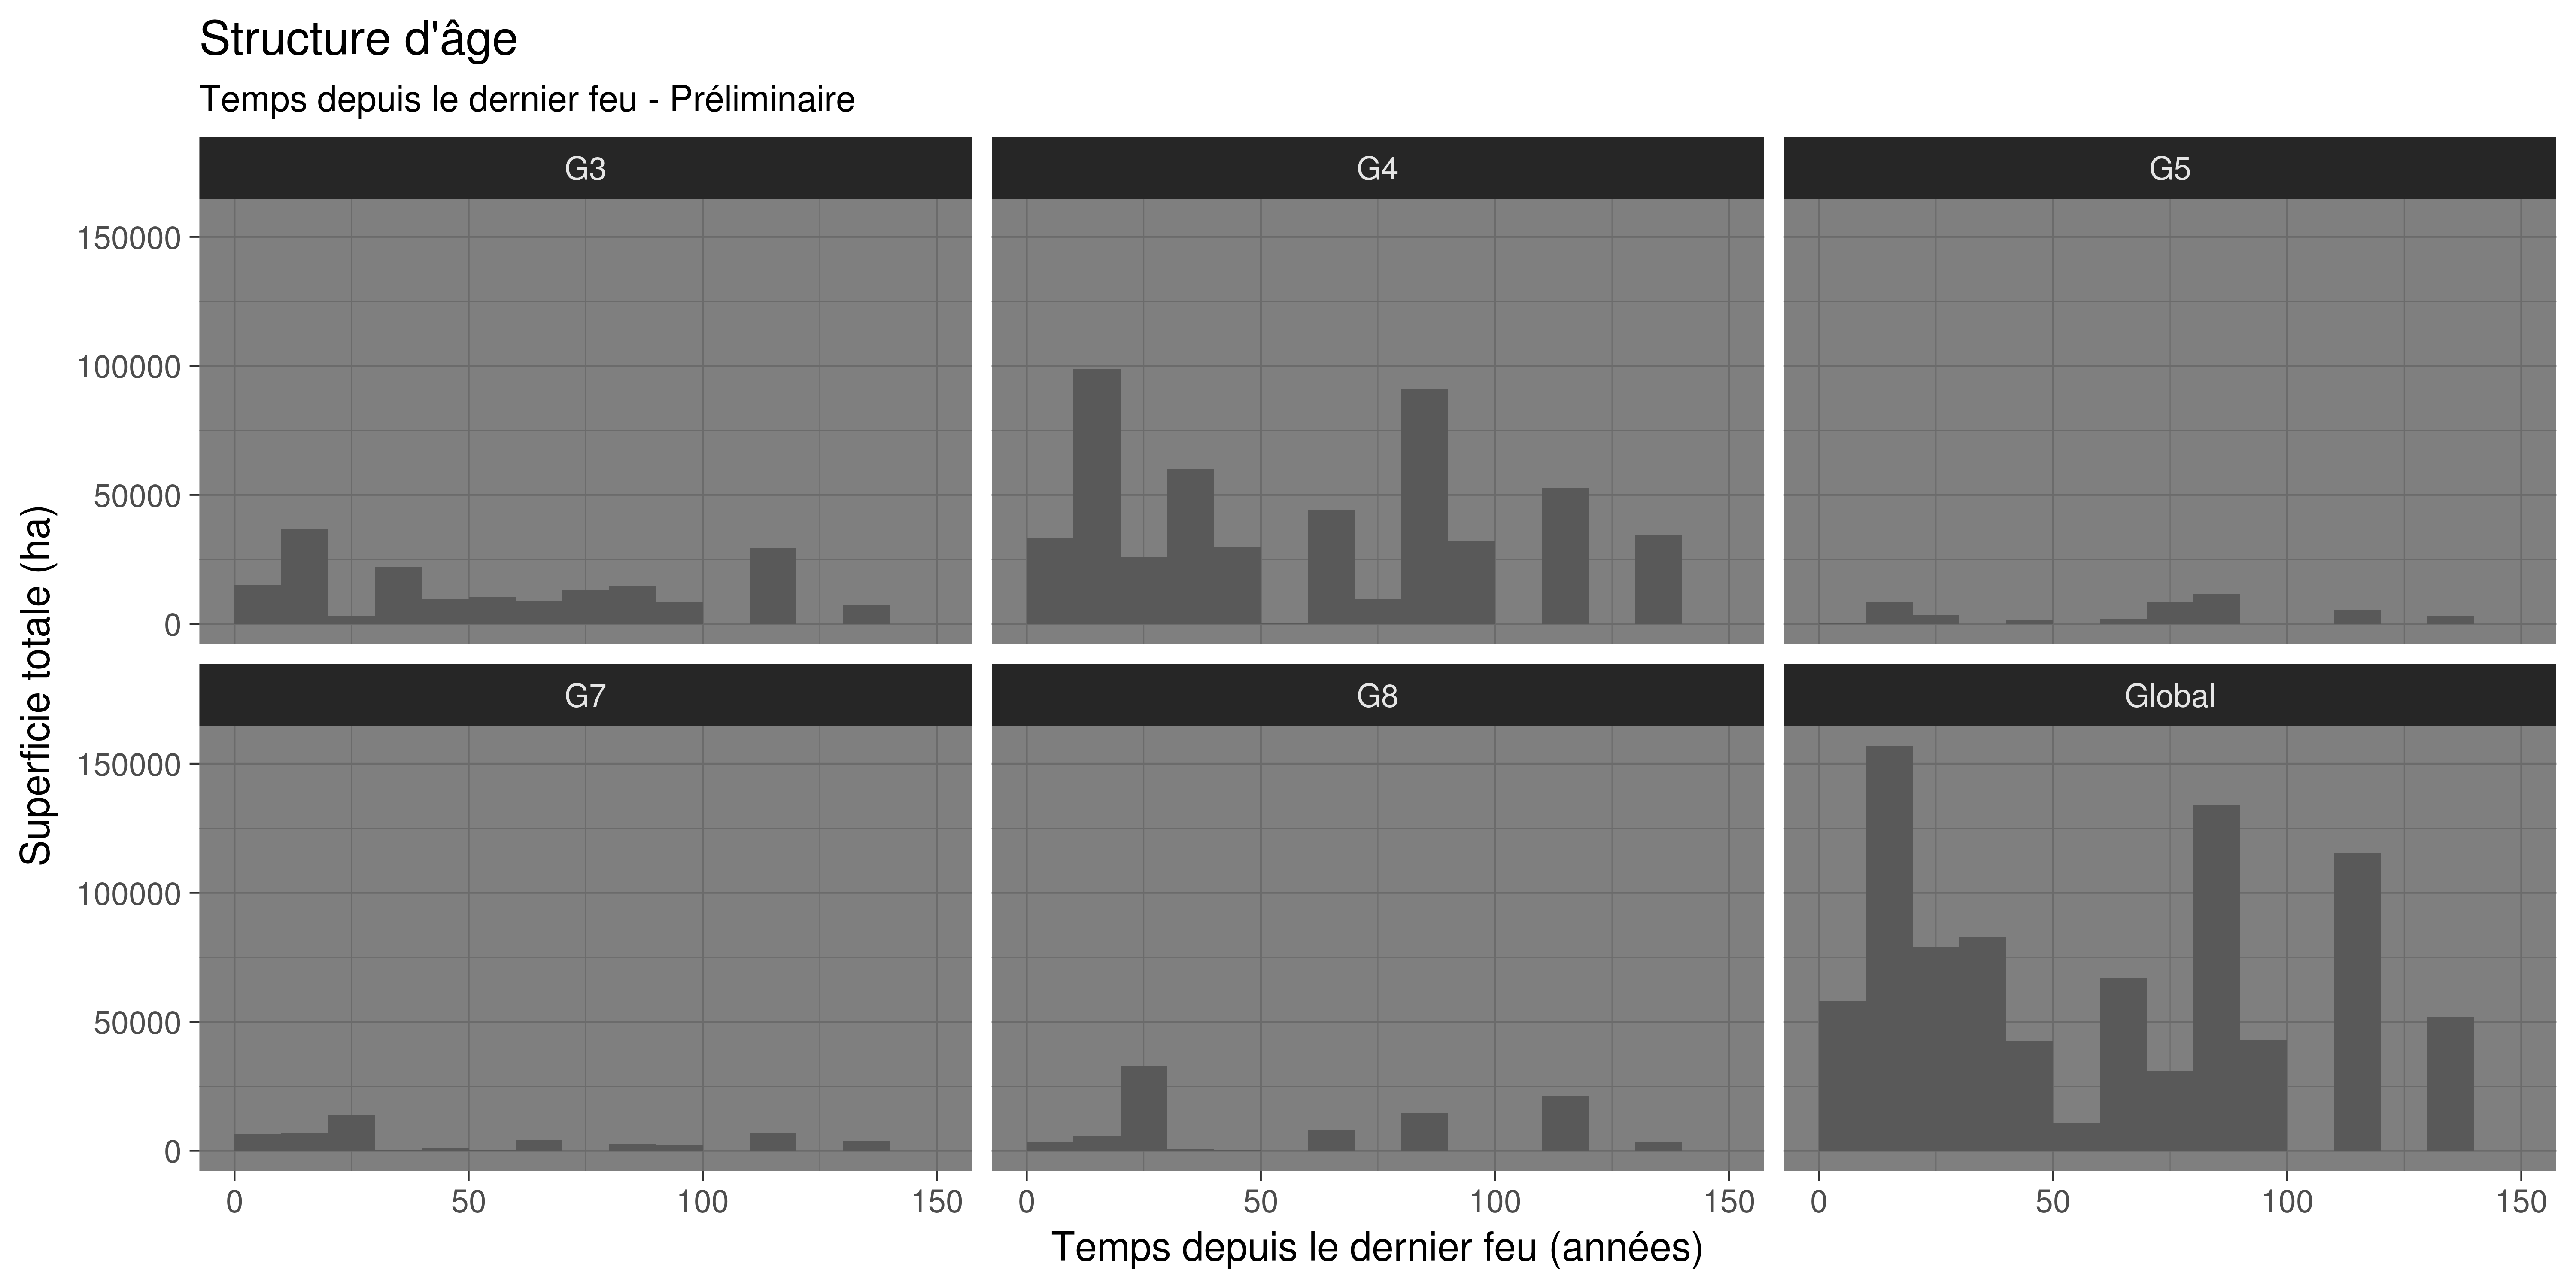 Structure d'âge
Temps depuis le dernier feu - Préliminaire
G3
G4
G5
150000
100000
50000
0
G7
G8
Global
150000
100000
50000
0
0
50
100
150
0
50
100
150
0
50
100
150
Superficie totale (ha)
Temps depuis le dernier feu (années)